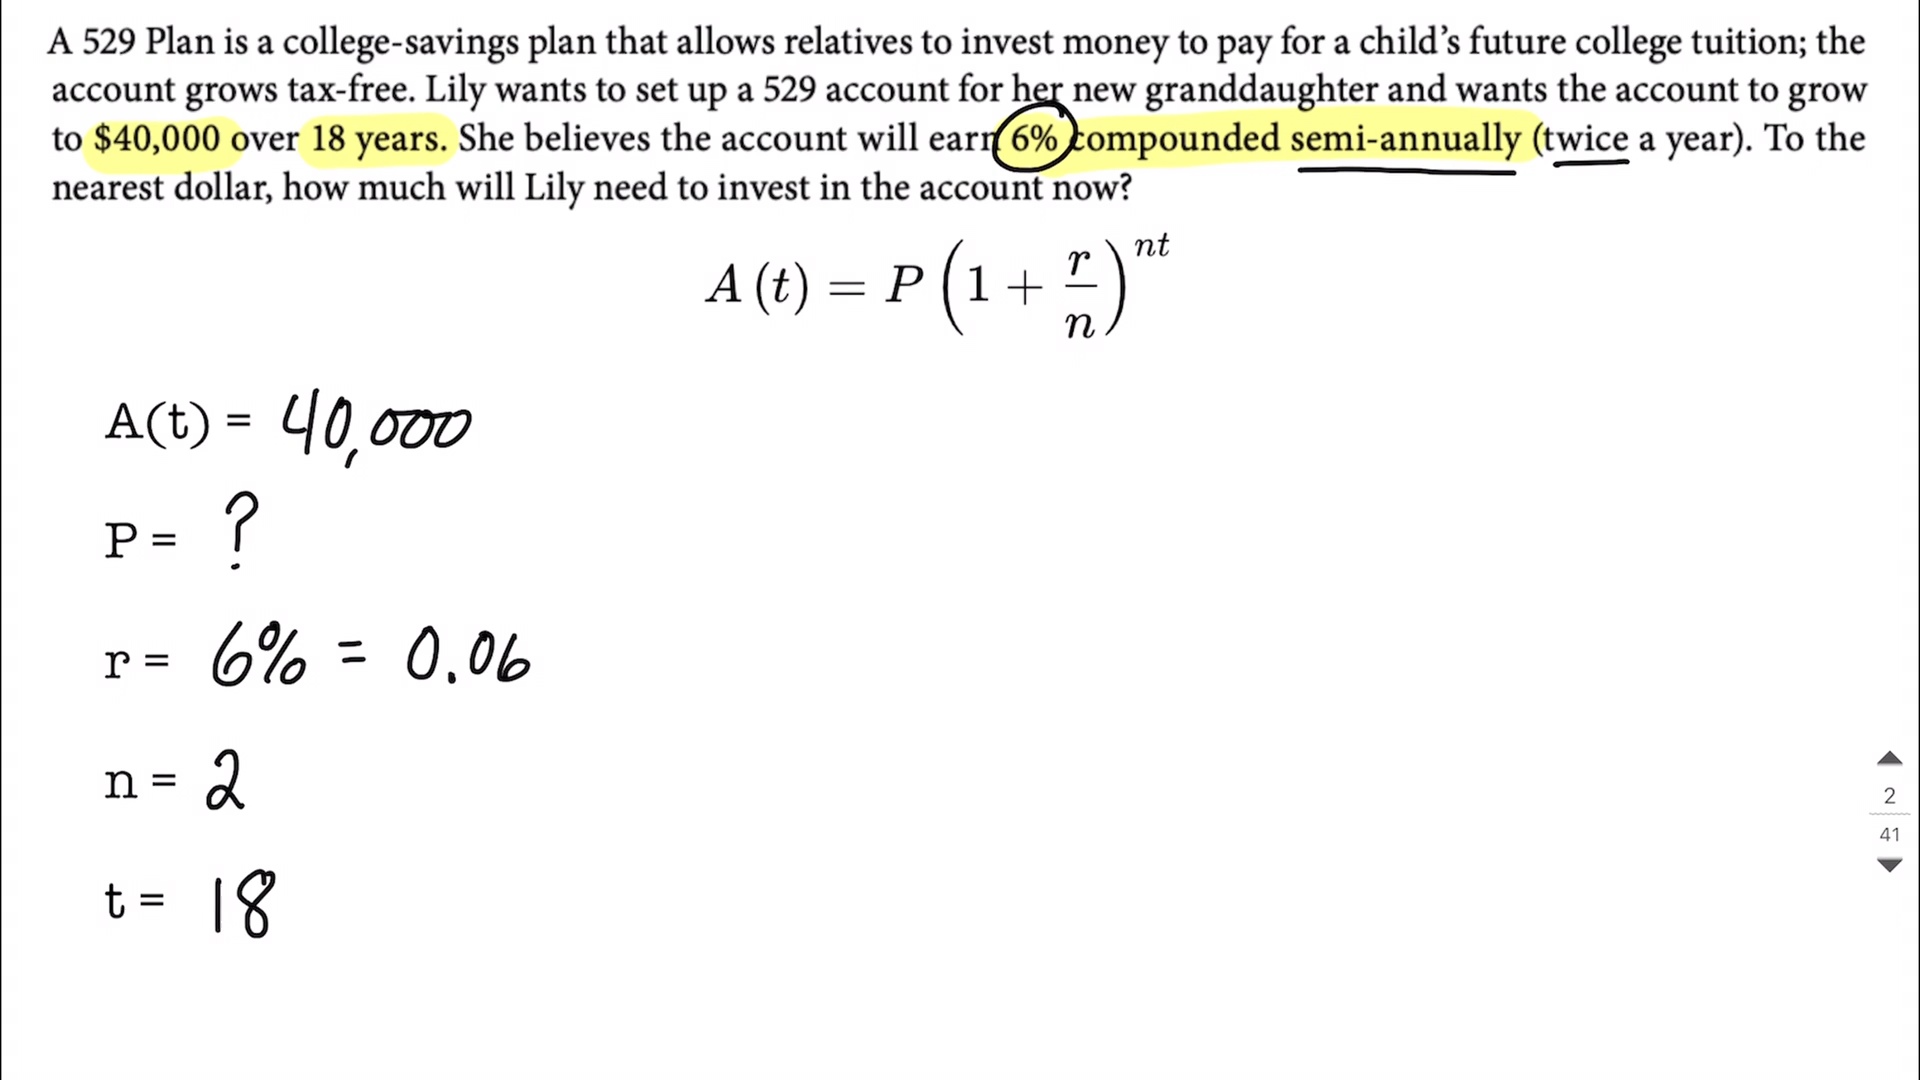 A 529 Plan is a college-savings plan that allows relatives to invest money to pay for a child’s future college tuition; the
account grows tax-free. Lily wants to set up a 529 account for her new granddaughter and wants the account to grow
to $40,000 over 18 years. She believes the account will earn 6% compounded semi-annually (twice a year). To the
nearest dollar, how much will Lily need to invest in the account now?
A(t) = P(1 + r/n)^nt
A(t) = 40,000
P = ?
r = 6% = 0.06
n = 2
t = 18
2
41